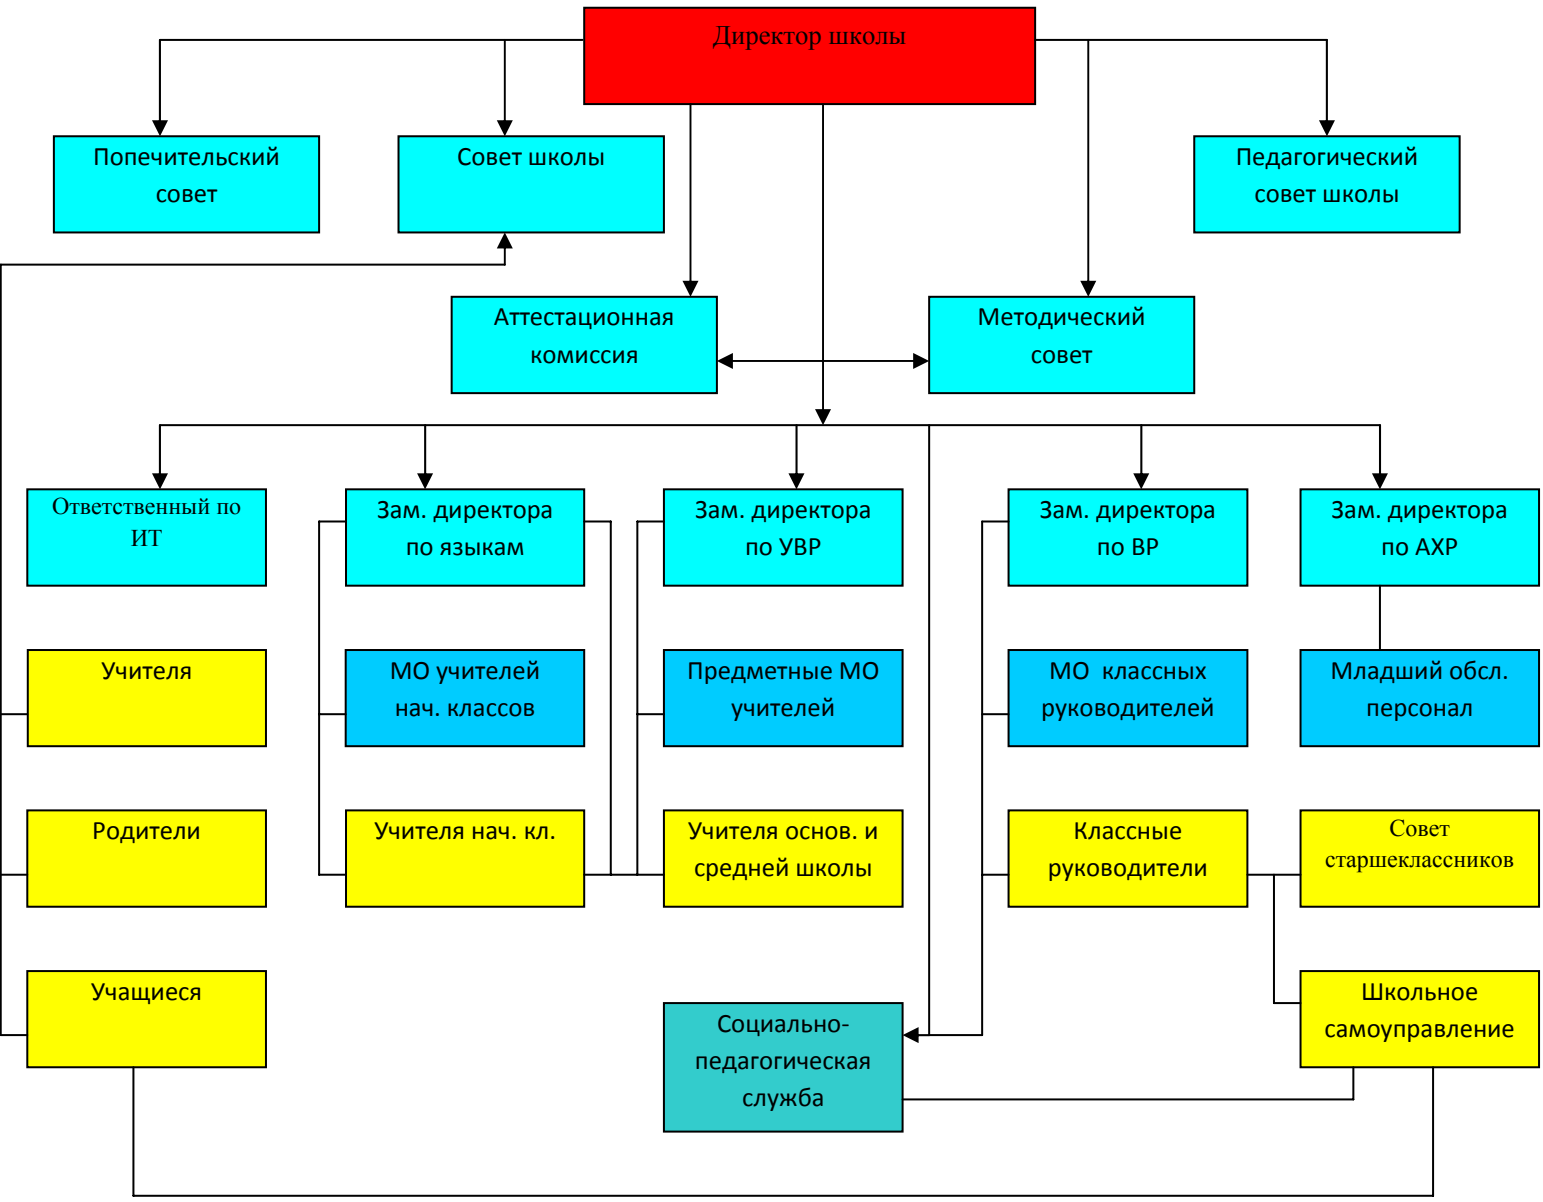 Директор школы
Попечительский
совет
Совет школы
Педагогический
совет школы
Аттестационная
комиссия
Методический
совет
Ответственный по
ИТ
Зам. директора
по языкам
Зам. директора
по УВР
Зам. директора
по ВР
Зам. директора
по АХР
Учителя
МО учителей
нач. классов
Предметные МО
учителей
МО  классных
руководителей
Младший обсл.
персонал
Родители
Учителя нач. кл.
Учителя основ. и
средней школы
Классные
руководители
Совет
старшеклассников
Учащиеся
Социально-
педагогическая
служба
Школьное
самоуправление